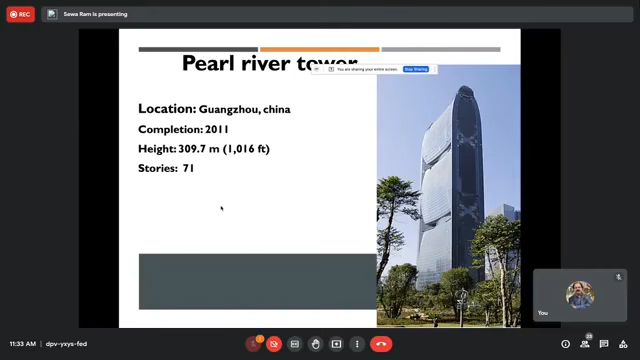 REC
Sewa Ram is presenting
Pearl river tower
You are sharing your entire screen.
Stop Sharing
Location: Guangzhou, china
Completion: 2011
Height: 309.7 m (1,016 ft)
Stories: 71
You
11:33 AM | dpv-yxys-fed